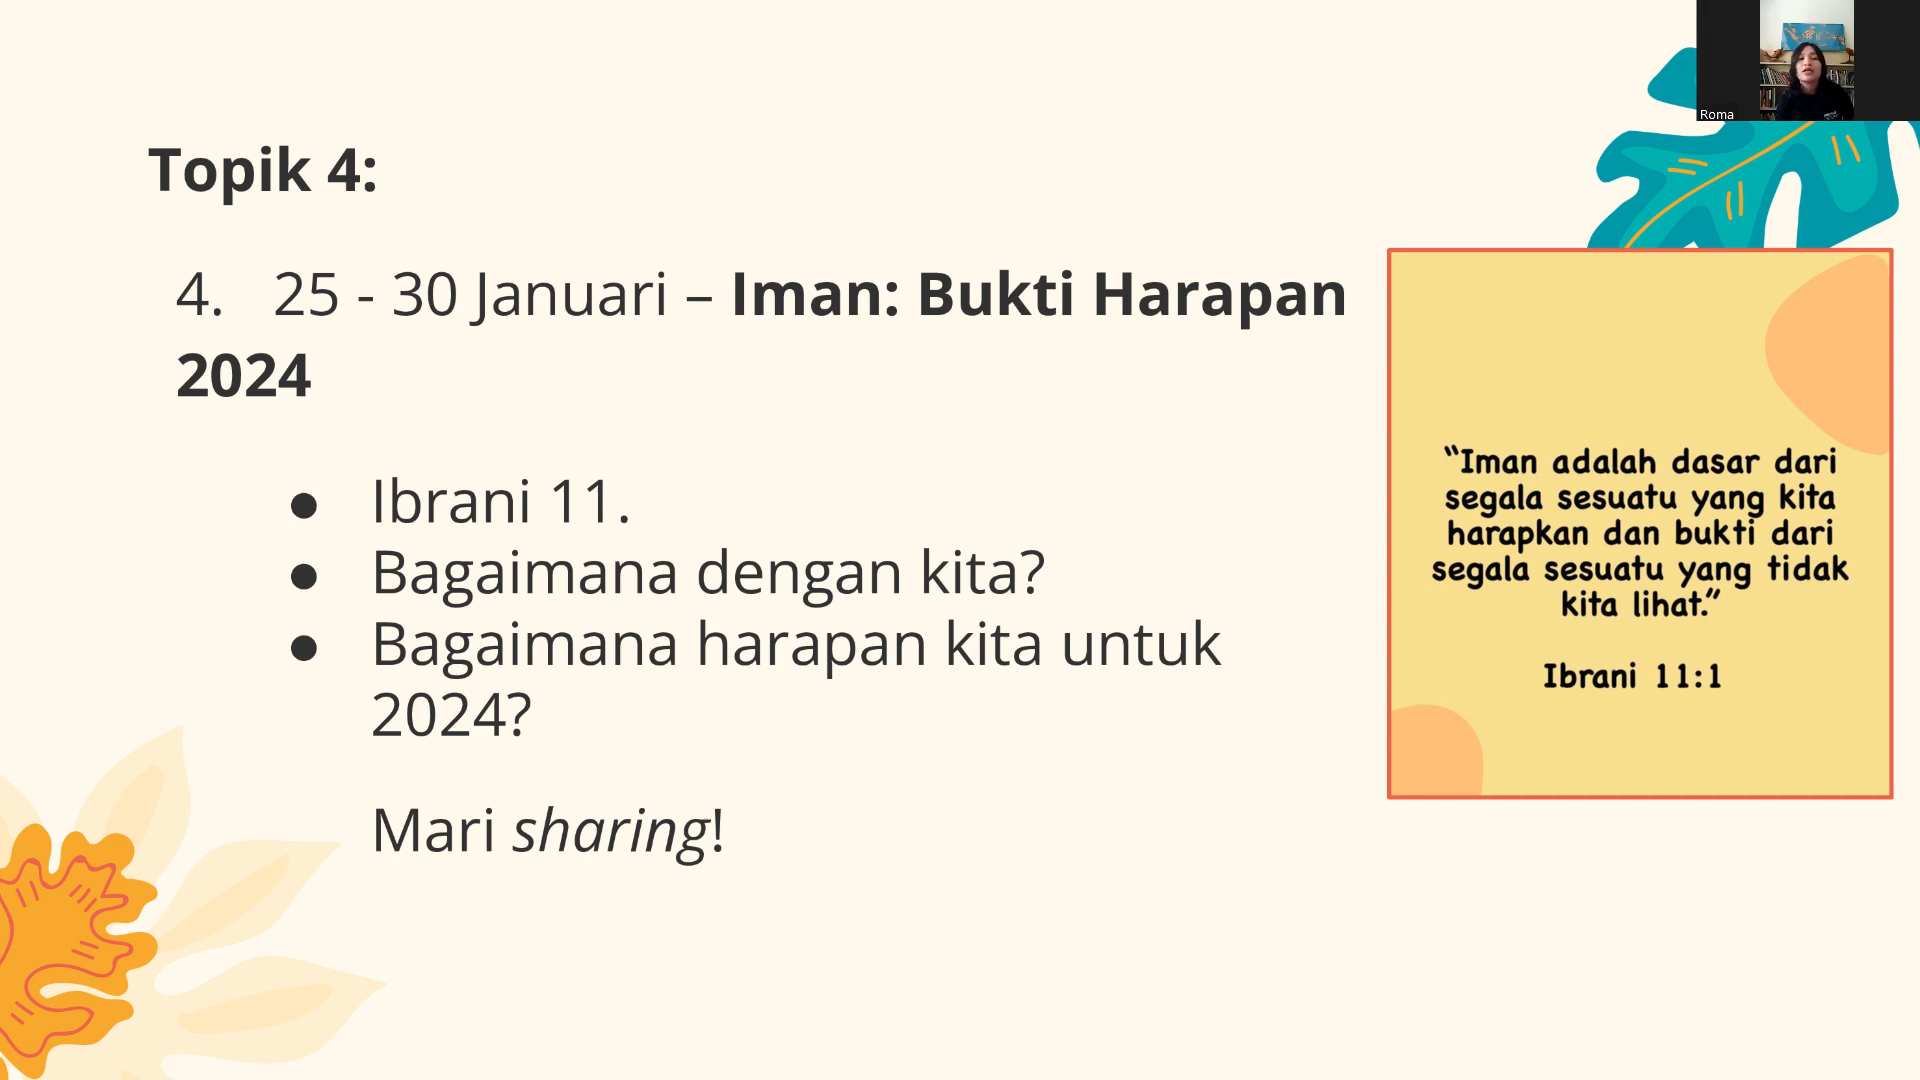 Roma
Topik 4:
4. 25 - 30 Januari – Iman: Bukti Harapan
2024
● Ibrani 11.
● Bagaimana dengan kita?
● Bagaimana harapan kita untuk
2024?
Mari sharing!
“Iman adalah dasar dari
segala sesuatu yang kita
harapkan dan bukti dari
segala sesuatu yang tidak
kita lihat.”
Ibrani 11:1